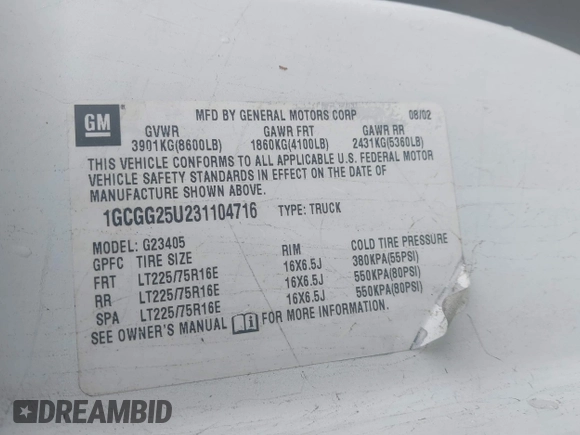 GM
MFD BY GENERAL MOTORS CORP 08/02
GVWR GAWR FRT GAWR RR
3901KG(8600LB) 1860KG(4100LB) 2431KG(5360LB)
THIS VEHICLE CONFORMS TO ALL APPLICABLE U.S. FEDERAL MOTOR
VEHICLE SAFETY STANDARDS IN EFFECT ON THE DATE OF
MANUFACTURE SHOWN ABOVE.
1GCGG25U231104716 TYPE: TRUCK
MODEL: G23405
GPFC TIRE SIZE RIM COLD TIRE PRESSURE
FRT LT225/75R16E 16X6.5J 380KPA(55PSI)
RR LT225/75R16E 16X6.5J 550KPA(80PSI)
SPA LT225/75R16E 16X6.5J 550KPA(80PSI)
SEE OWNER'S MANUAL i FOR MORE INFORMATION.
DREAMBID